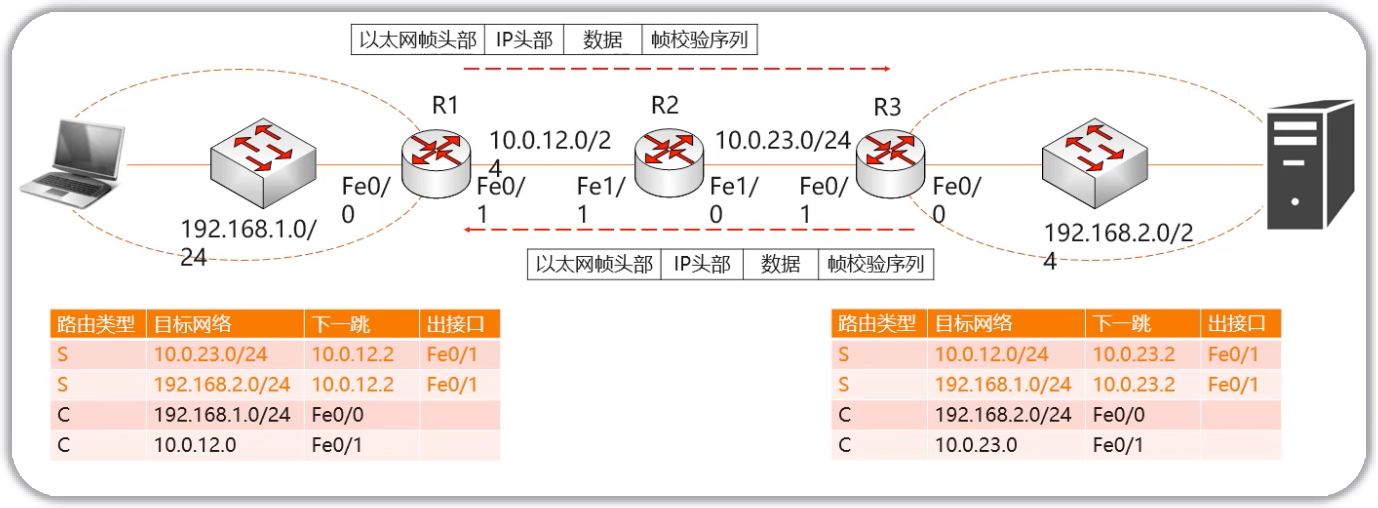 以太网帧头部 IP头部 数据 帧校验序列
R1 R2 R3
10.0.12.0/2
4
10.0.23.0/24
Fe0/
0
Fe0/
1
Fe1/
1
Fe1/
0
Fe0/
1
Fe0/
0
192.168.1.0/
24
192.168.2.0/2
4
以太网帧头部 IP头部 数据 帧校验序列
路由类型 目标网络 下一跳 出接口
S 10.0.23.0/24 10.0.12.2 Fe0/1
S 192.168.2.0/24 10.0.12.2 Fe0/1
C 192.168.1.0/24 Fe0/0
C 10.0.12.0 Fe0/1
路由类型 目标网络 下一跳 出接口
S 10.0.12.0/24 10.0.23.2 Fe0/1
S 192.168.1.0/24 10.0.23.2 Fe0/1
C 192.168.2.0/24 Fe0/0
C 10.0.23.0 Fe0/1